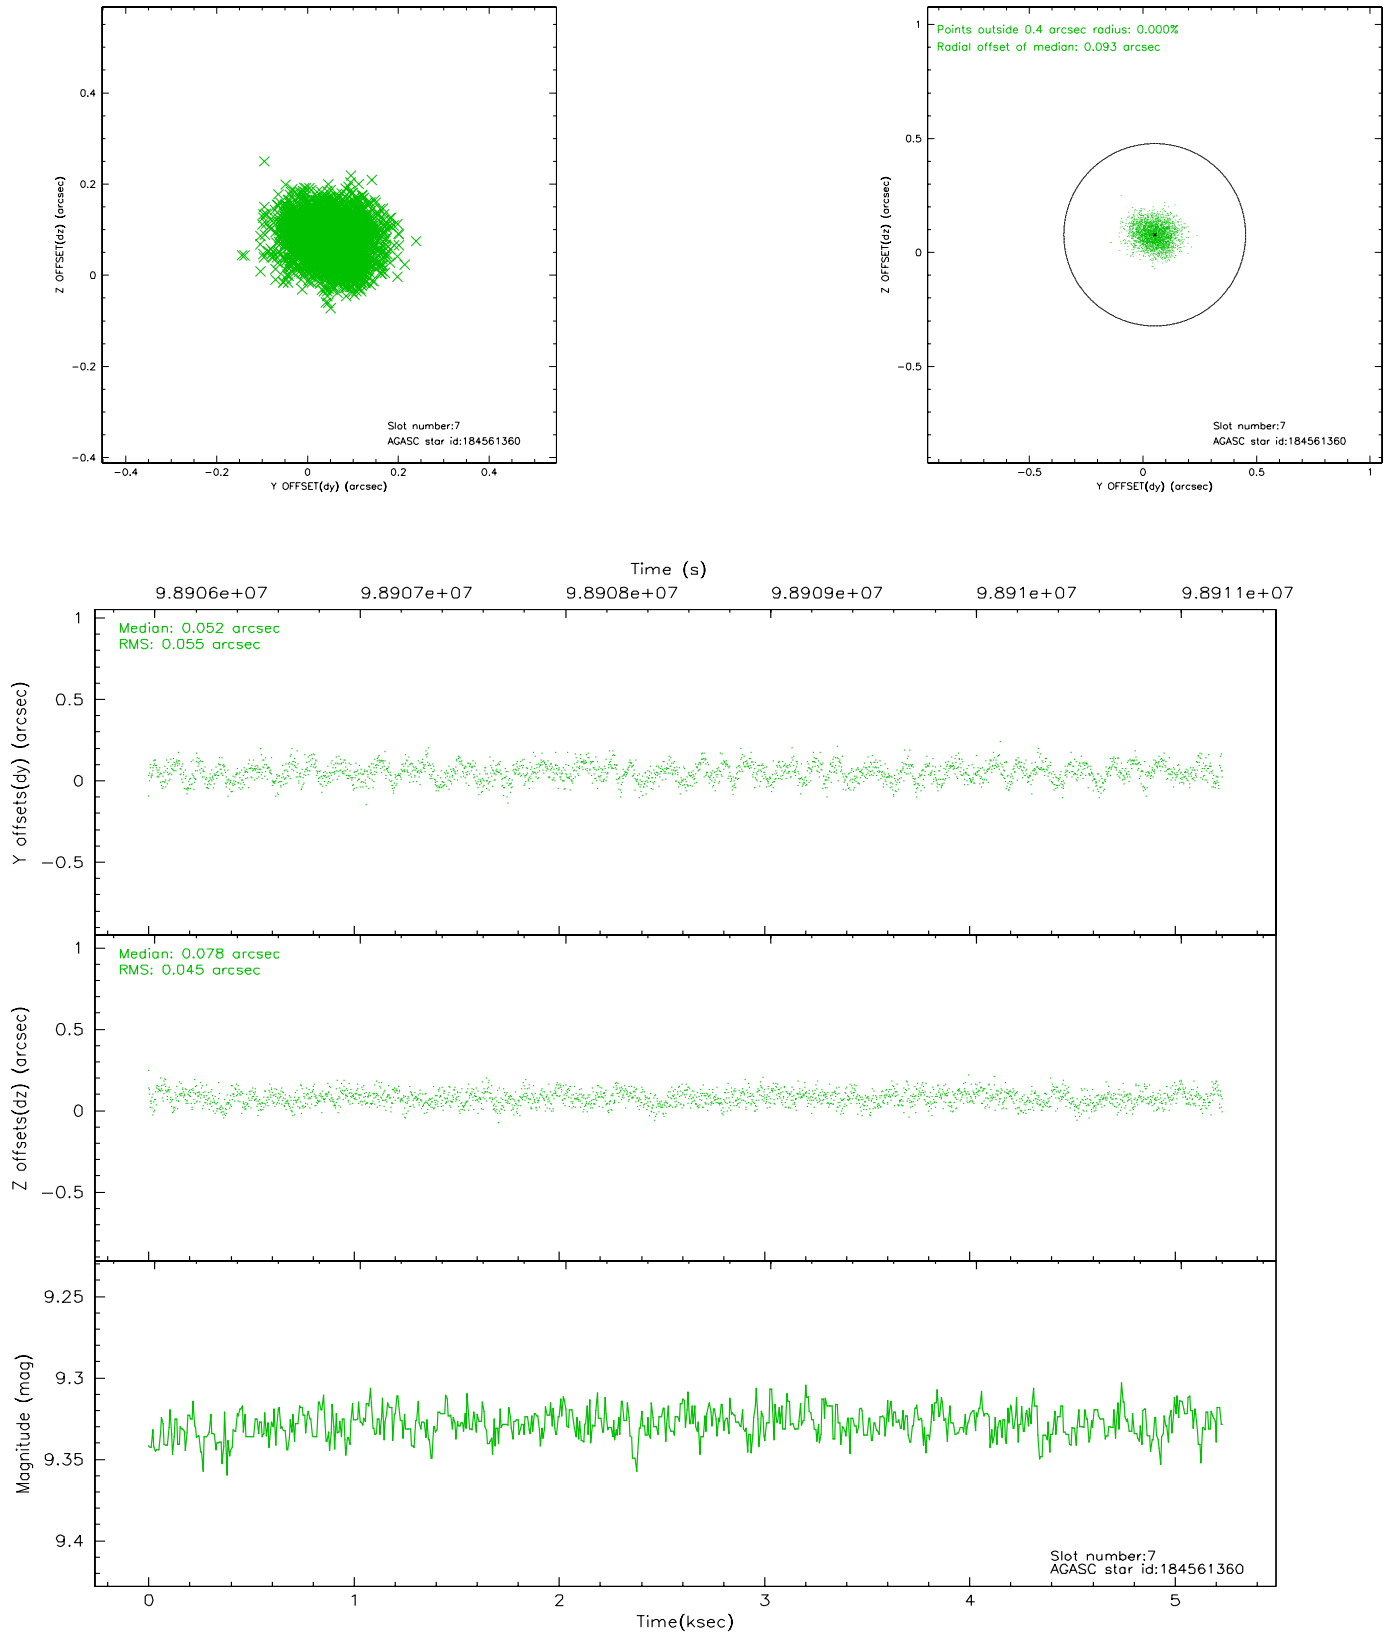 0.4
0.2
0
−0.2
−0.4
Z OFFSET(dz) (arcsec)
Slot number:7
AGASC star id:184561360
−0.4 −0.2 0 0.2 0.4
Y OFFSET(dy) (arcsec)
Points outside 0.4 arcsec radius: 0.000%
Radial offset of median: 0.093 arcsec
1
0.5
0
−0.5
Z OFFSET(dz) (arcsec)
Slot number:7
AGASC star id:184561360
−0.5 0 0.5 1
Y OFFSET(dy) (arcsec)
Time (s)
9.8906e+07 9.8907e+07 9.8908e+07 9.8909e+07 9.891e+07 9.8911e+07
Median: 0.052 arcsec
RMS: 0.055 arcsec
1
0.5
0
−0.5
Y offsets(dy) (arcsec)
Median: 0.078 arcsec
RMS: 0.045 arcsec
1
0.5
0
−0.5
Z offsets(dz) (arcsec)
9.25
9.3
9.35
9.4
Magnitude (mag)
Slot number:7
AGASC star id:184561360
0 1 2 3 4 5
Time(ksec)